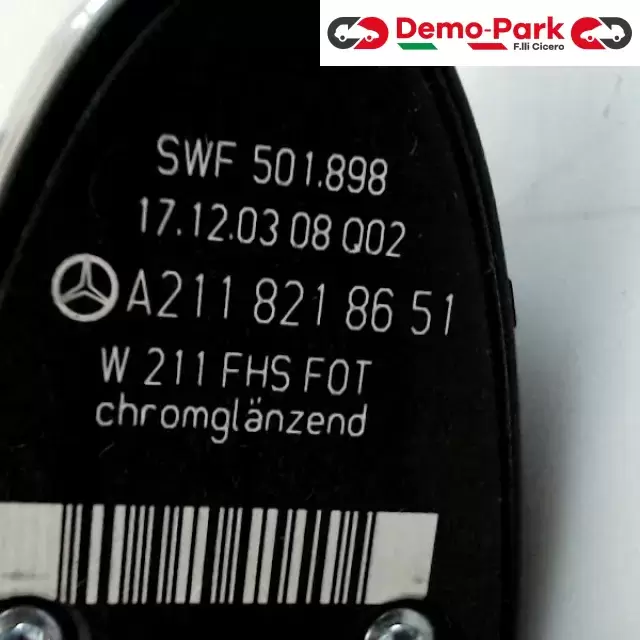 Demo-Park
F.lli Cicero
SWF 501.898
17.12.03 08 Q02
A211 821 86 51
W 211 FHS FOT
chromglänzend